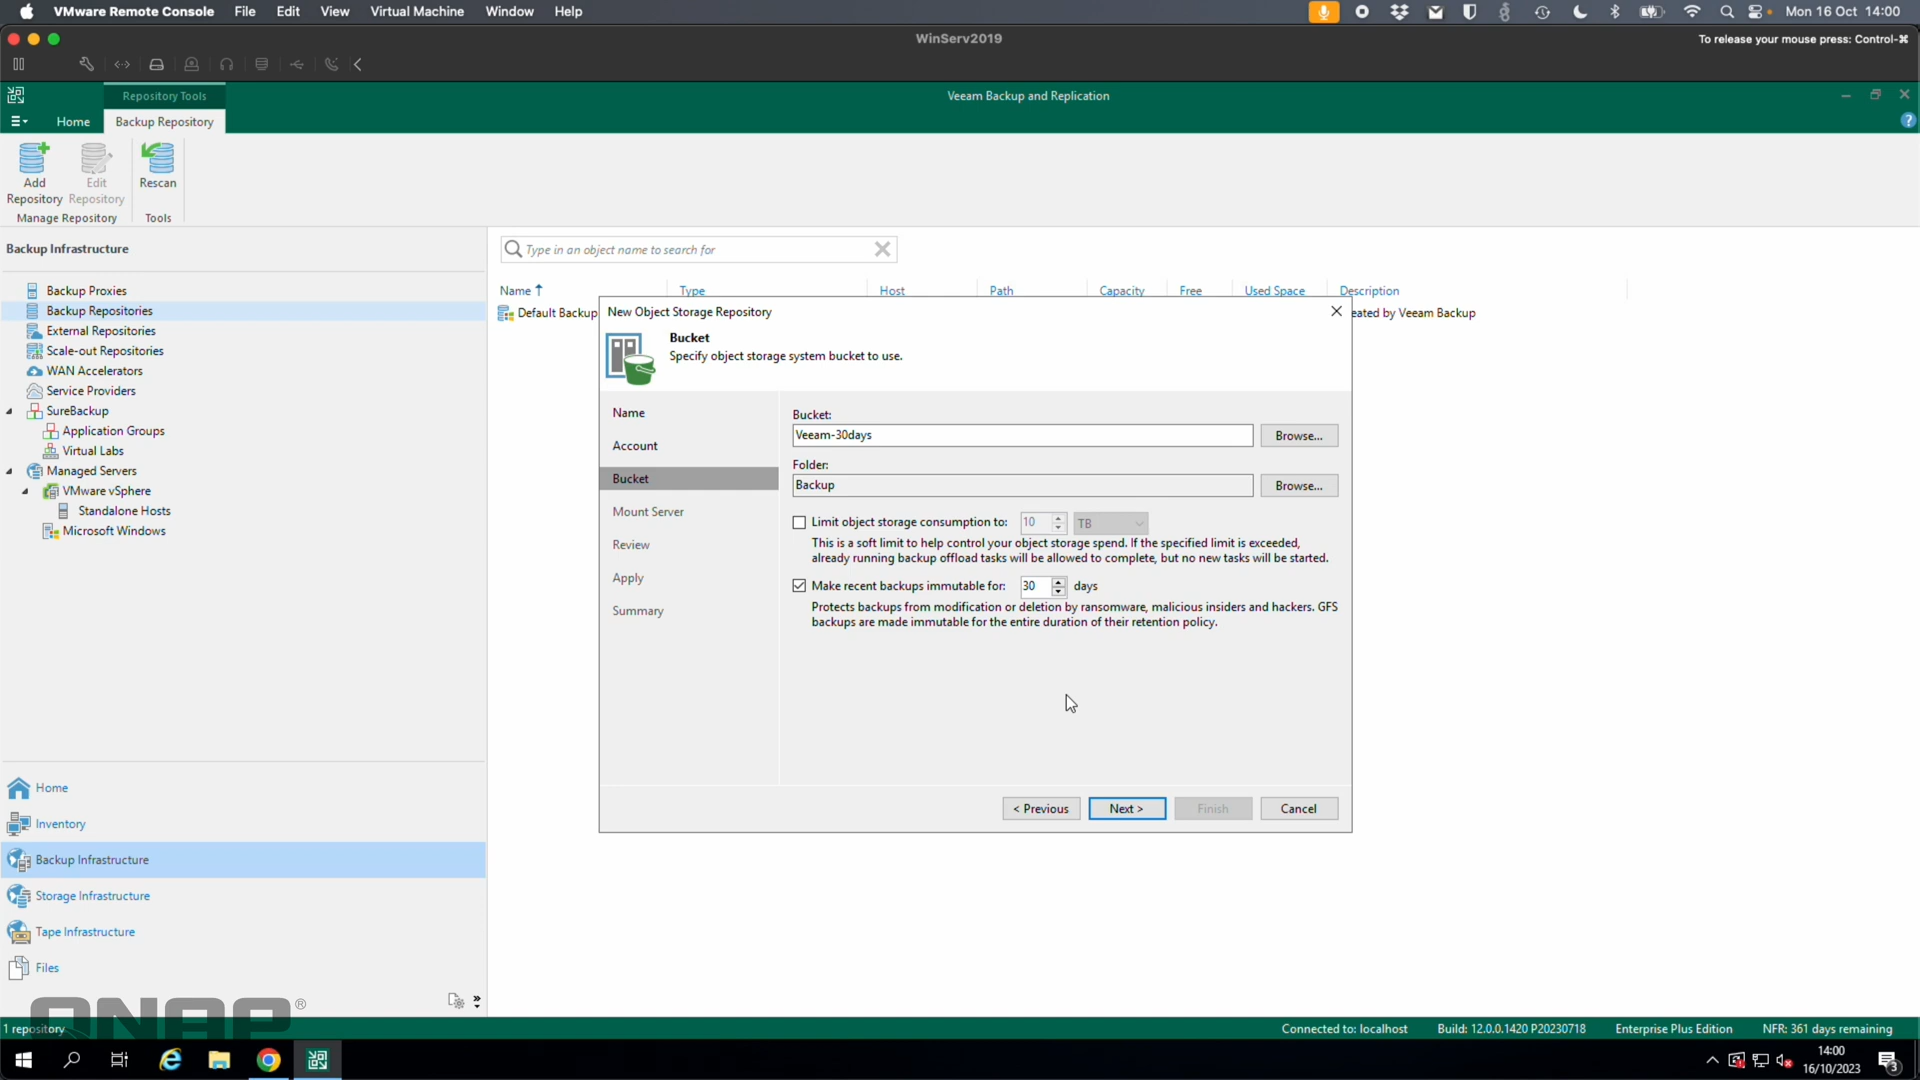 VMware Remote Console File Edit View Virtual Machine Window Help Mon 16 Oct 14:00
WinServ2019 To release your mouse press: Control-⌘
Repository Tools Veeam Backup and Replication
Home Backup Repository
Add Repository
Edit Repository
Rescan
Manage Repository Tools
Backup Infrastructure
Type in an object name to search for
Backup Proxies
Backup Repositories
External Repositories
Scale-out Repositories
WAN Accelerators
Service Providers
SureBackup
Application Groups
Virtual Labs
Managed Servers
VMware vSphere
Standalone Hosts
Microsoft Windows
Name Type Host Path Capacity Free Used Space Description
Default Backup eated by Veeam Backup
New Object Storage Repository
Bucket
Specify object storage system bucket to use.
Name
Account
Bucket
Mount Server
Review
Apply
Summary
Bucket:
Veeam-30days Browse...
Folder:
Backup Browse...
Limit object storage consumption to: 10 TB
This is a soft limit to help control your object storage spend. If the specified limit is exceeded,
already running backup offload tasks will be allowed to complete, but no new tasks will be started.
Make recent backups immutable for: 30 days
Protects backups from modification or deletion by ransomware, malicious insiders and hackers. GFS
backups are made immutable for the entire duration of their retention policy.
< Previous Next > Finish Cancel
Home
Inventory
Backup Infrastructure
Storage Infrastructure
Tape Infrastructure
Files
QNAP®
1 repository Connected to: localhost Build: 12.0.0.1420 P20230718 Enterprise Plus Edition NFR: 361 days remaining
14:00
16/10/2023
3